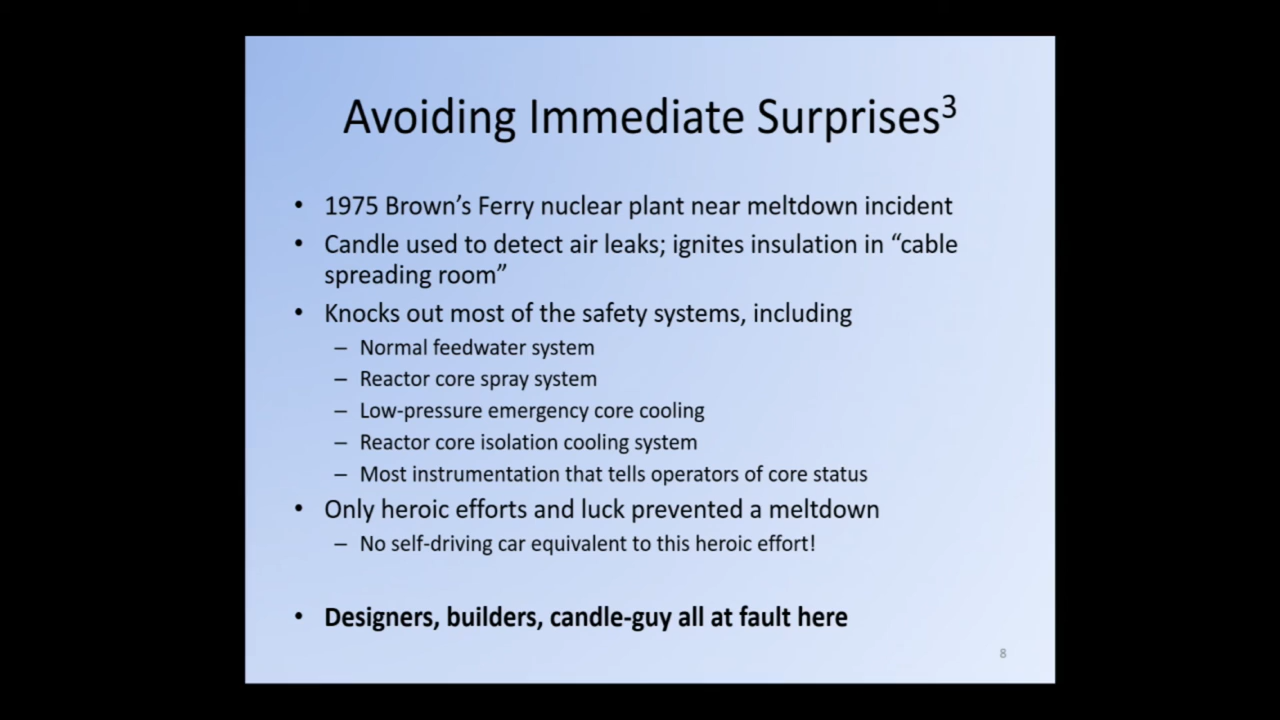 Avoiding Immediate Surprises³
• 1975 Brown’s Ferry nuclear plant near meltdown incident
• Candle used to detect air leaks; ignites insulation in “cable
spreading room”
• Knocks out most of the safety systems, including
– Normal feedwater system
– Reactor core spray system
– Low-pressure emergency core cooling
– Reactor core isolation cooling system
– Most instrumentation that tells operators of core status
• Only heroic efforts and luck prevented a meltdown
– No self-driving car equivalent to this heroic effort!
• Designers, builders, candle-guy all at fault here
8